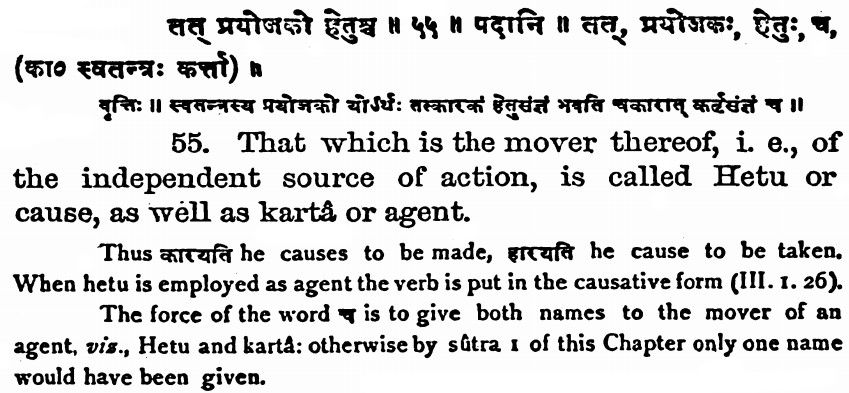 तत् प्रयोजको हेतुश्च ॥ ५५ ॥ पदानि ॥ तत्, प्रयोजकः, हेतुः, च,
(का० स्वतन्त्रः कर्त्ता) ॥
वृत्तिः ॥ स्वतन्त्रस्य प्रयोजको योर्ऽथः तत्कारकं हेतुसंज्ञं भवति चकारात् कर्तृसंज्ञं च ॥
55. That which is the mover thereof, i. e., of
the independent source of action, is called Hetu or
cause, as well as kartâ or agent.
Thus कारयति he causes to be made, हारयति he cause to be taken.
When hetu is employed as agent the verb is put in the causative form (III. 1. 26).
The force of the word च is to give both names to the mover of an
agent, vis., Hetu and kartâ: otherwise by sûtra 1 of this Chapter only one name
would have been given.